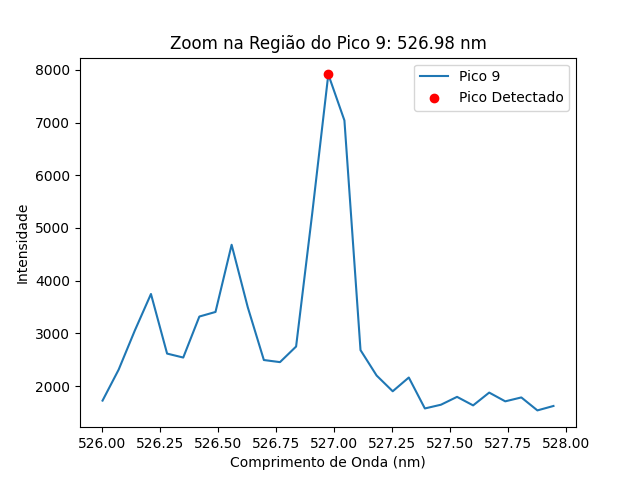 Zoom na Região do Pico 9: 526.98 nm
Pico 9
Pico Detectado
8000
7000
6000
5000
4000
3000
2000
Intensidade
526.00 526.25 526.50 526.75 527.00 527.25 527.50 527.75 528.00
Comprimento de Onda (nm)